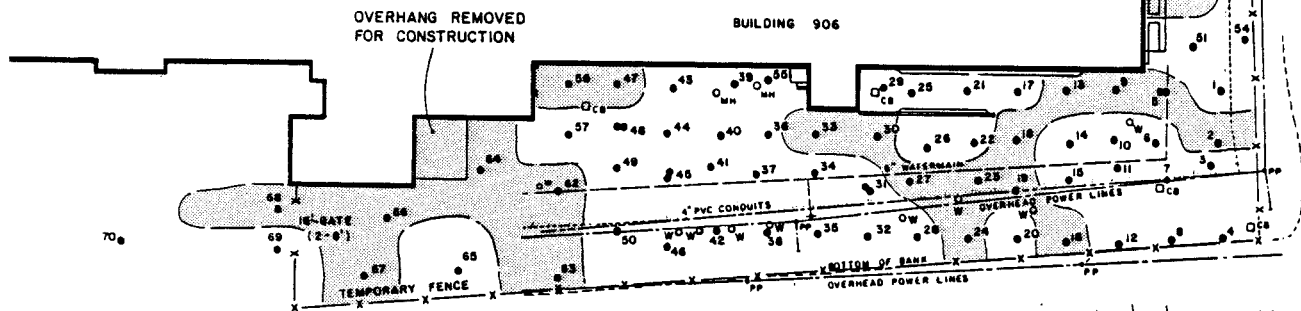 OVERHANG REMOVED
FOR CONSTRUCTION
BUILDING 906
51
54
56
47
43
39
55
MH
MH
CB
29
CB
25
21
17
13
9
5
1
57
48
44
40
36
33
30
26
22
18
14
10
W
6
2
64
49
45
41
37
34
6" WATERMAIN
31
27
23
19
15
11
7
3
PP
W
62
68
16' GATE
(2-8')
66
4" PVC CONDUITS
OVERHEAD POWER LINES
W
W
CB
70
69
50
W
W
46
42
W
W
38
PP
35
32
W
28
24
20
16
12
8
4
CB
67
65
63
TEMPORARY FENCE
BOTTOM OF BANK
PP
OVERHEAD POWER LINES
PP